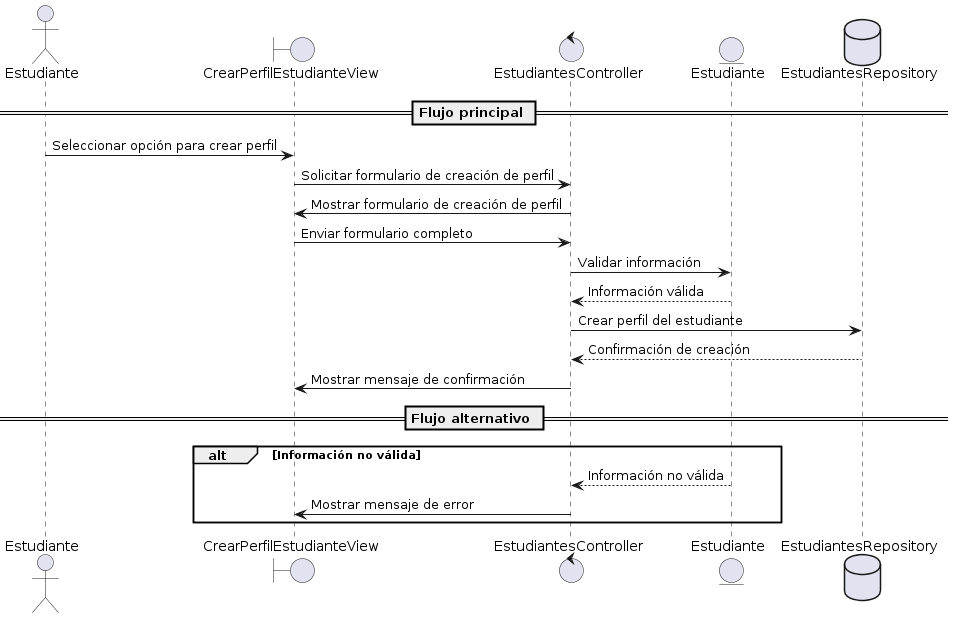 Estudiante
CrearPerfilEstudianteView
EstudiantesController
Estudiante
EstudiantesRepository
Flujo principal
Seleccionar opción para crear perfil
Solicitar formulario de creación de perfil
Mostrar formulario de creación de perfil
Enviar formulario completo
Validar información
Información válida
Crear perfil del estudiante
Confirmación de creación
Mostrar mensaje de confirmación
Flujo alternativo
alt [Información no válida]
Información no válida
Mostrar mensaje de error
Estudiante
CrearPerfilEstudianteView
EstudiantesController
Estudiante
EstudiantesRepository